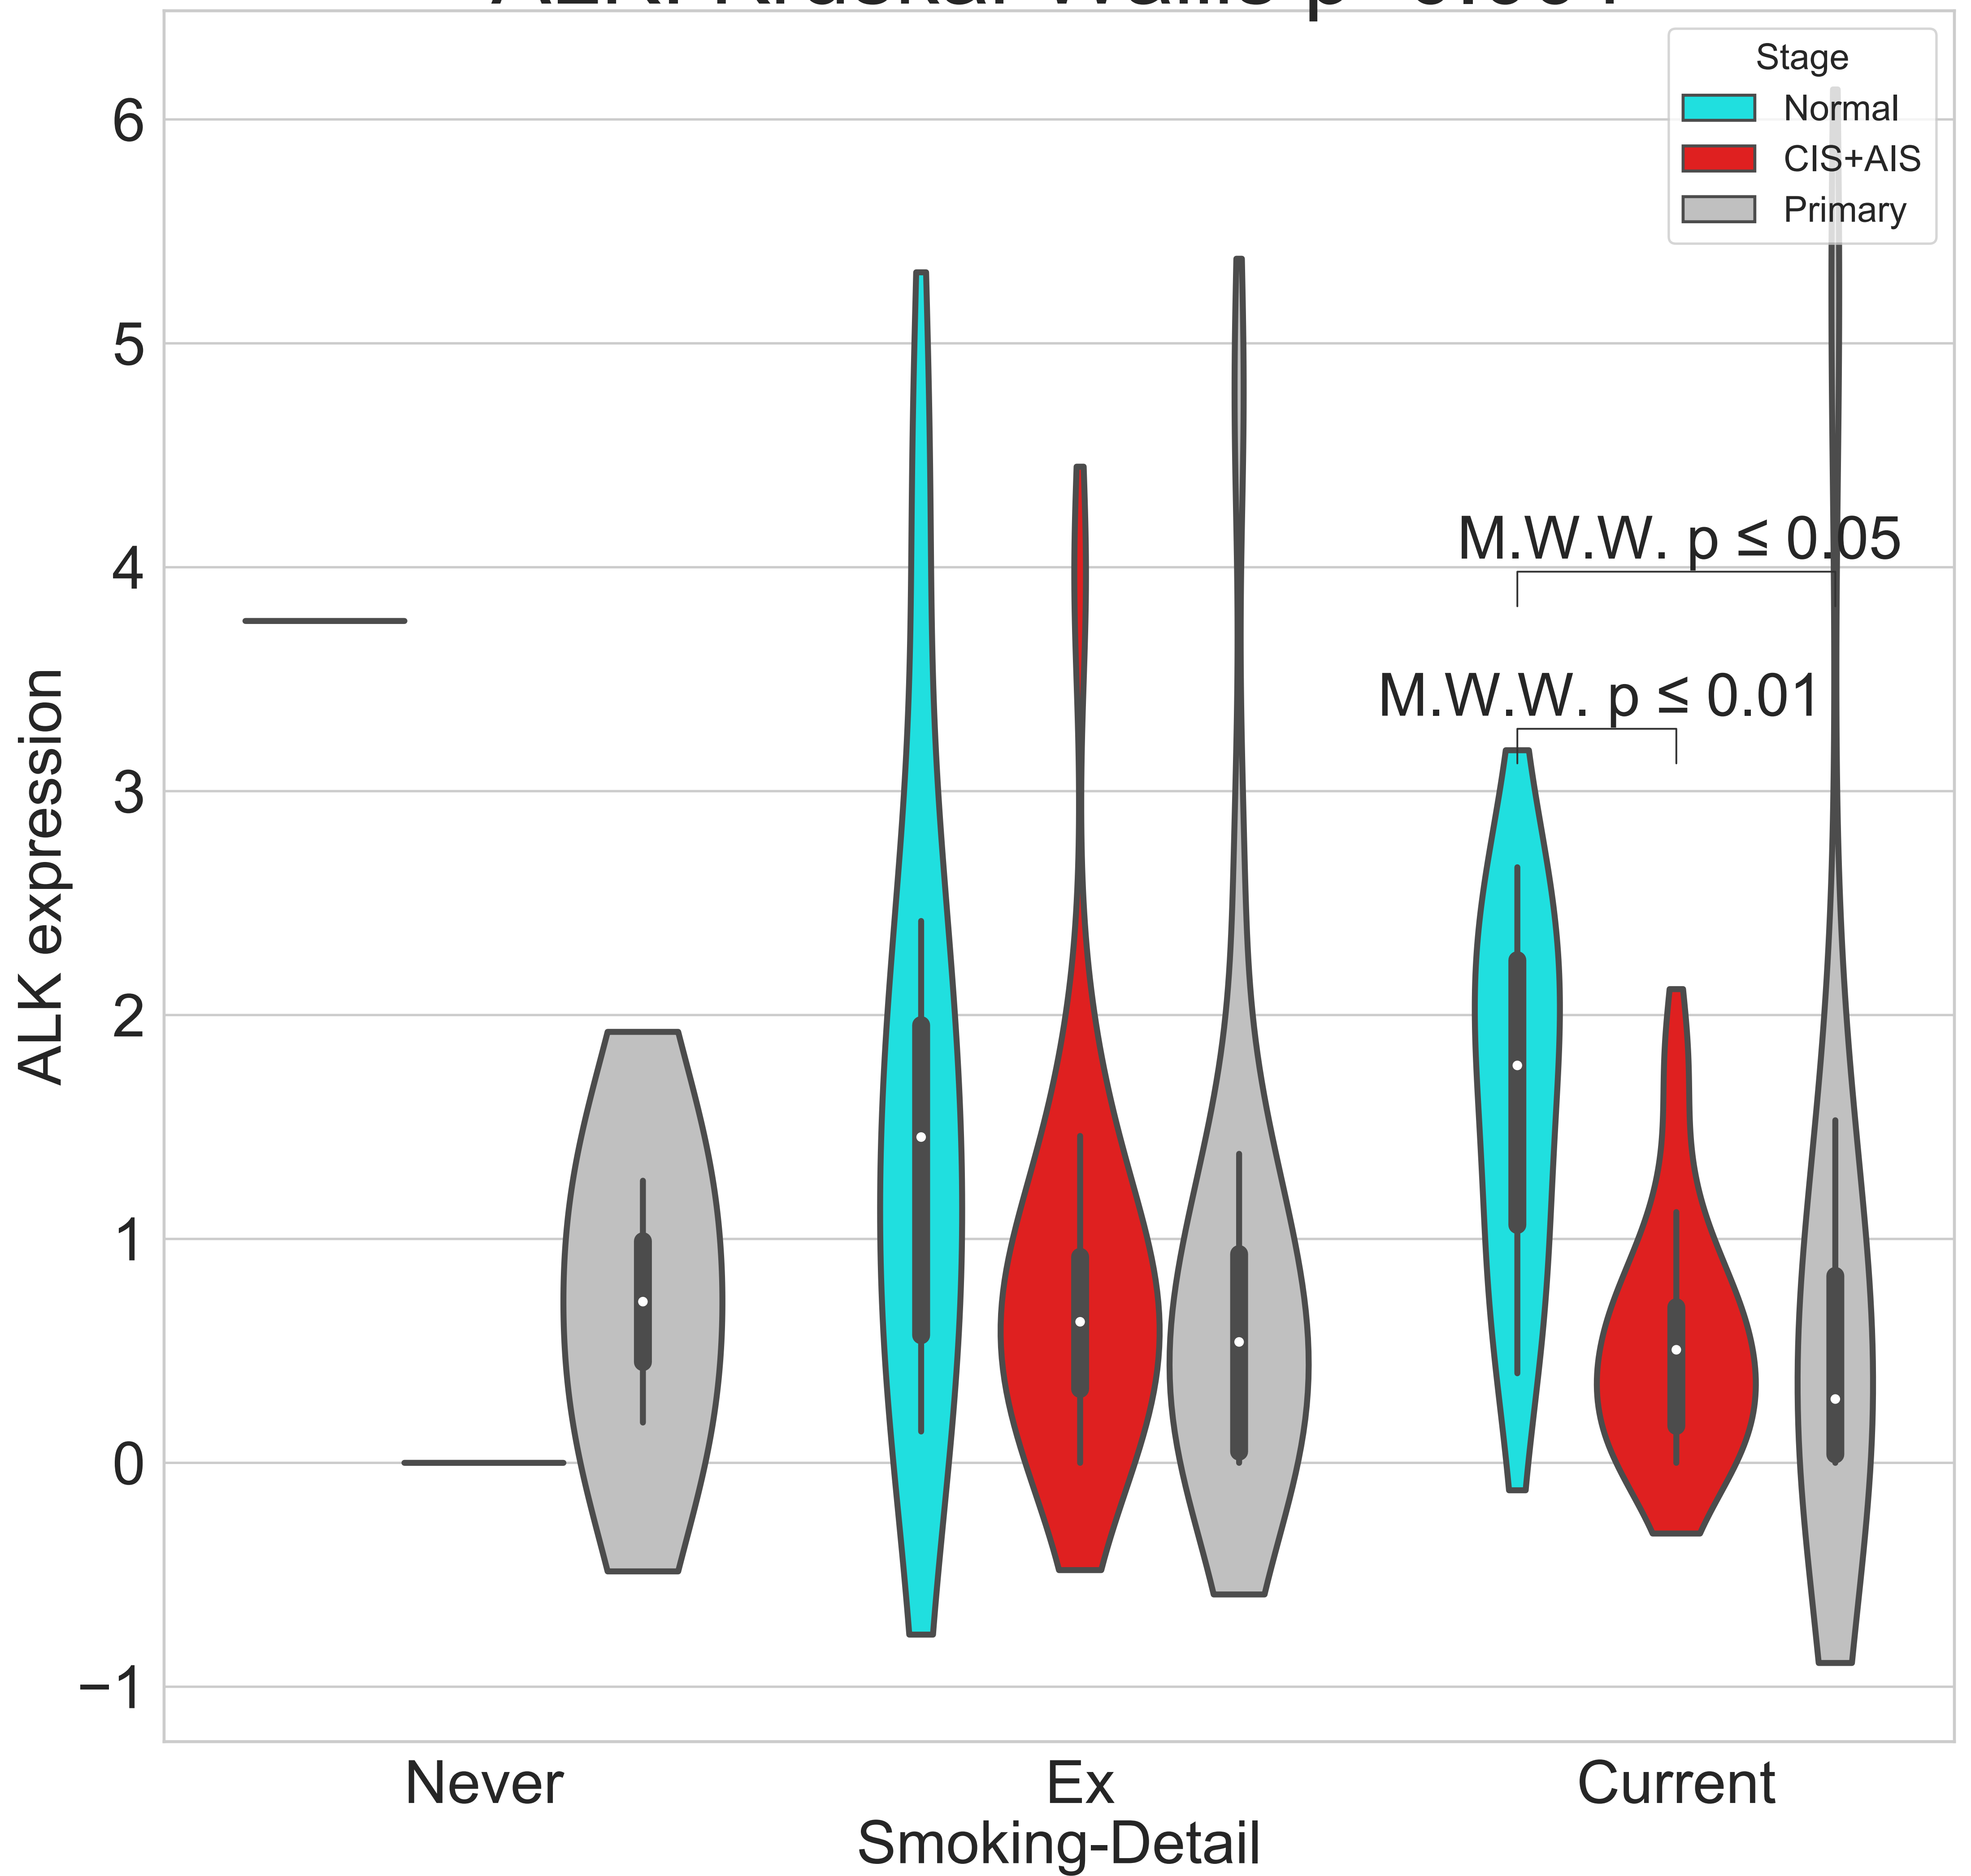 Stage
Normal
CIS+AIS
Primary
6
5
4
3
2
1
0
−1
ALK expression
M.W.W. p ≤ 0.05
M.W.W. p ≤ 0.01
Never
Ex
Current
Smoking-Detail